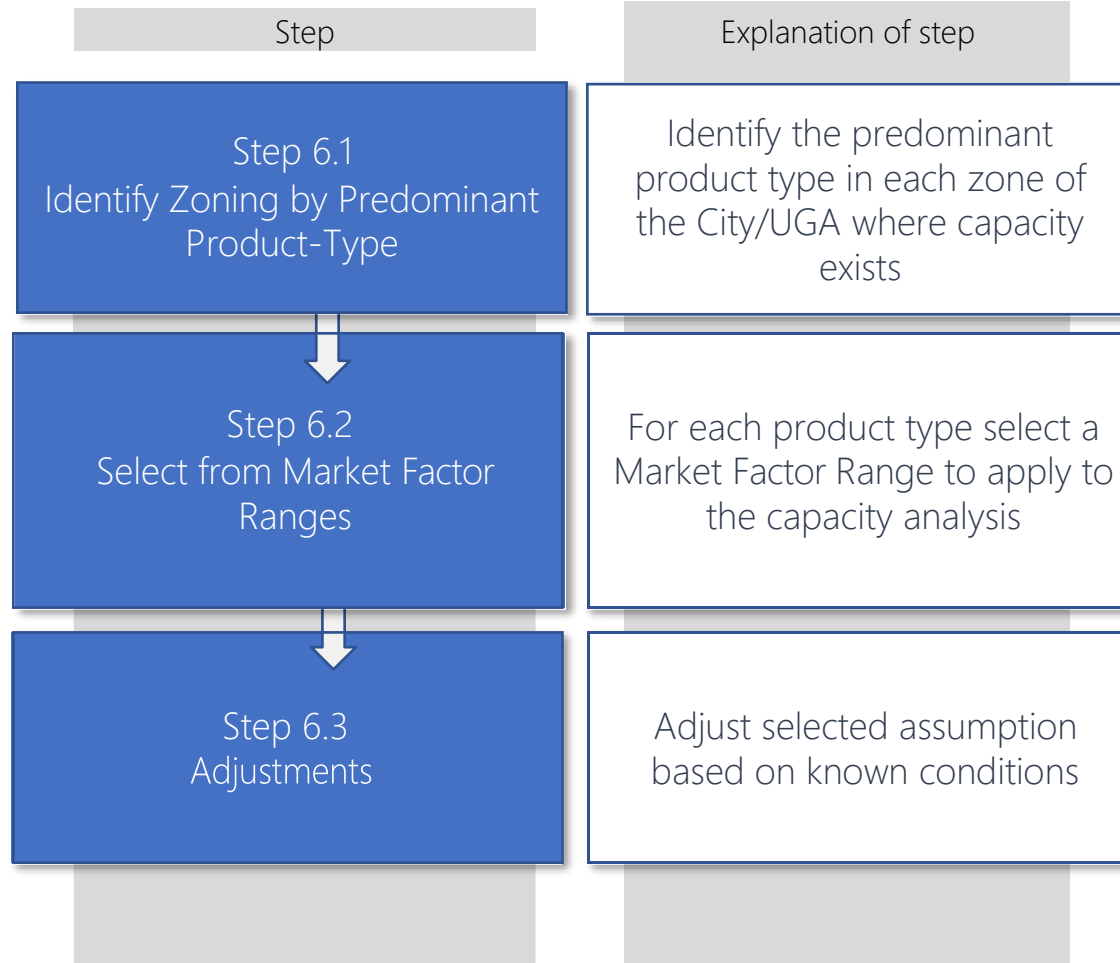 Step
Explanation of step
Step 6.1
Identify Zoning by Predominant
Product-Type
Identify the predominant
product type in each zone of
the City/UGA where capacity
exists
Step 6.2
Select from Market Factor
Ranges
For each product type select a
Market Factor Range to apply to
the capacity analysis
Step 6.3
Adjustments
Adjust selected assumption
based on known conditions